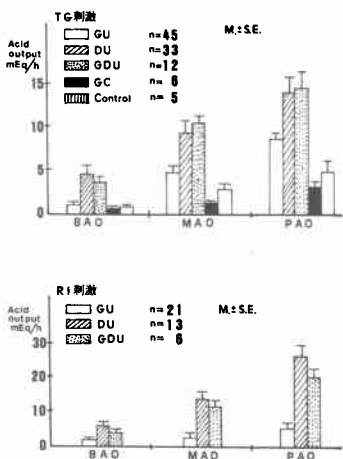 TG刺激
Acid output mEq/h
M.±S.E.
GU n=45
DU n=33
GDU n=12
GC n= 6
Control n= 5
15
10
5
0
BAO MAO PAO
RI刺激
Acid output mEq/h
M.±S.E.
GU n=21
DU n=13
GDU n= 6
30
20
10
0
BAO MAO PAO